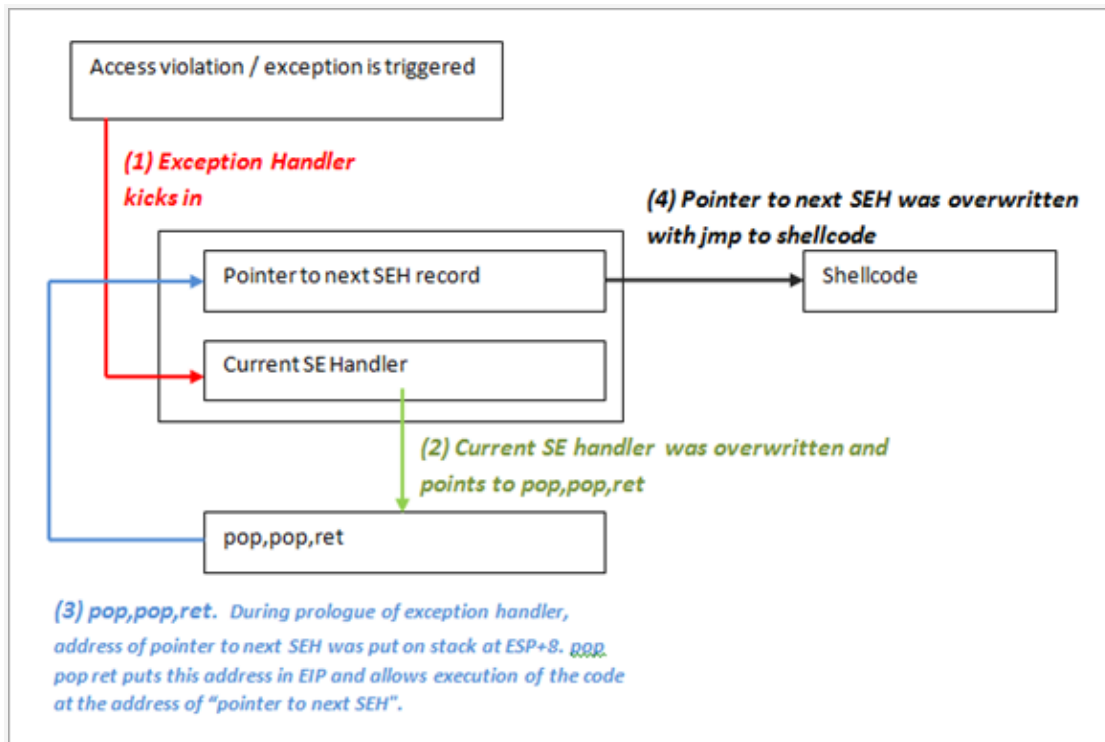 Access violation / exception is triggered
(1) Exception Handler
kicks in
(4) Pointer to next SEH was overwritten
with jmp to shellcode
Pointer to next SEH record
Shellcode
Current SE Handler
(2) Current SE handler was overwritten and
points to pop,pop,ret
pop,pop,ret
(3) pop,pop,ret. During prologue of exception handler,
address of pointer to next SEH was put on stack at ESP+8. pop
pop ret puts this address in EIP and allows execution of the code
at the address of “pointer to next SEH".